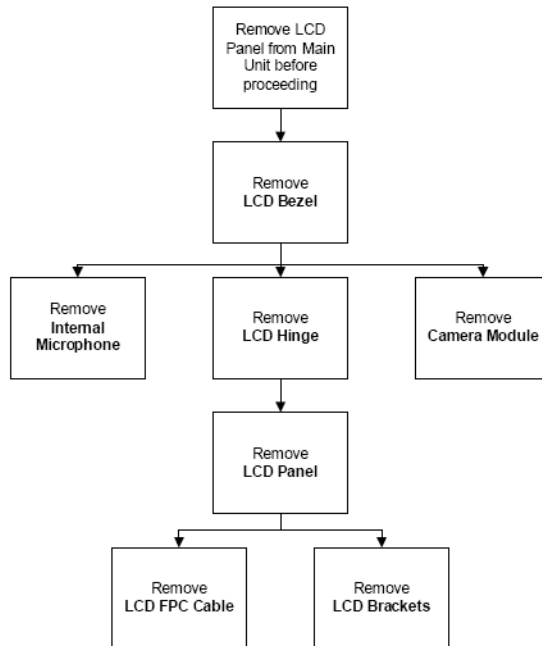 Remove LCD
Panel from Main
Unit before
proceeding
Remove
LCD Bezel
Remove
Internal
Microphone
Remove
LCD Hinge
Remove
Camera Module
Remove
LCD Panel
Remove
LCD FPC Cable
Remove
LCD Brackets